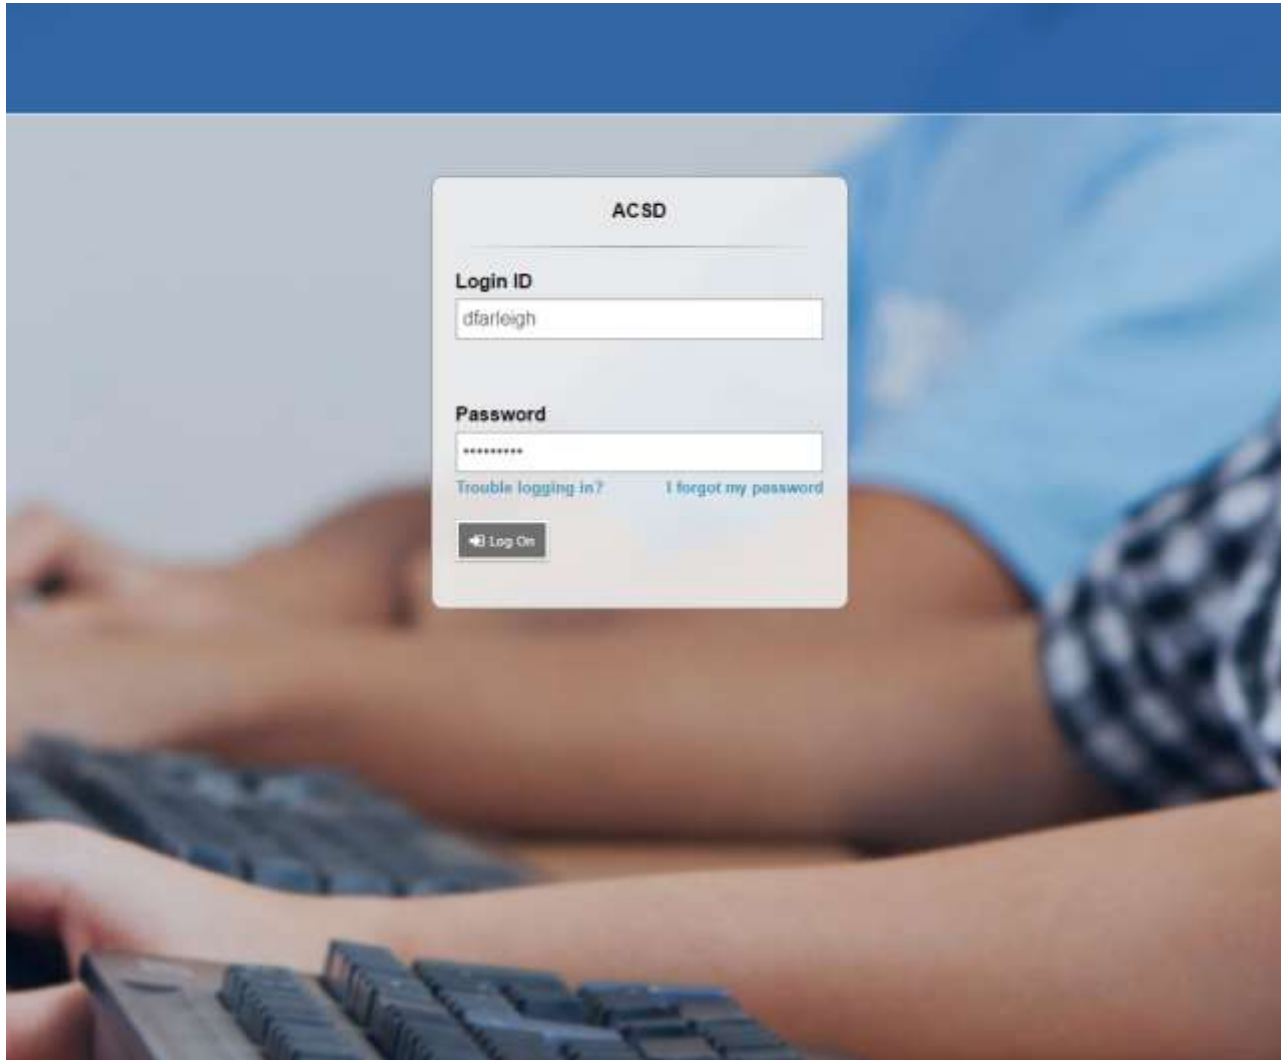 ACSD
Login ID
dfarleigh
Password
•••••••••
Trouble logging in? I forgot my password
Log On